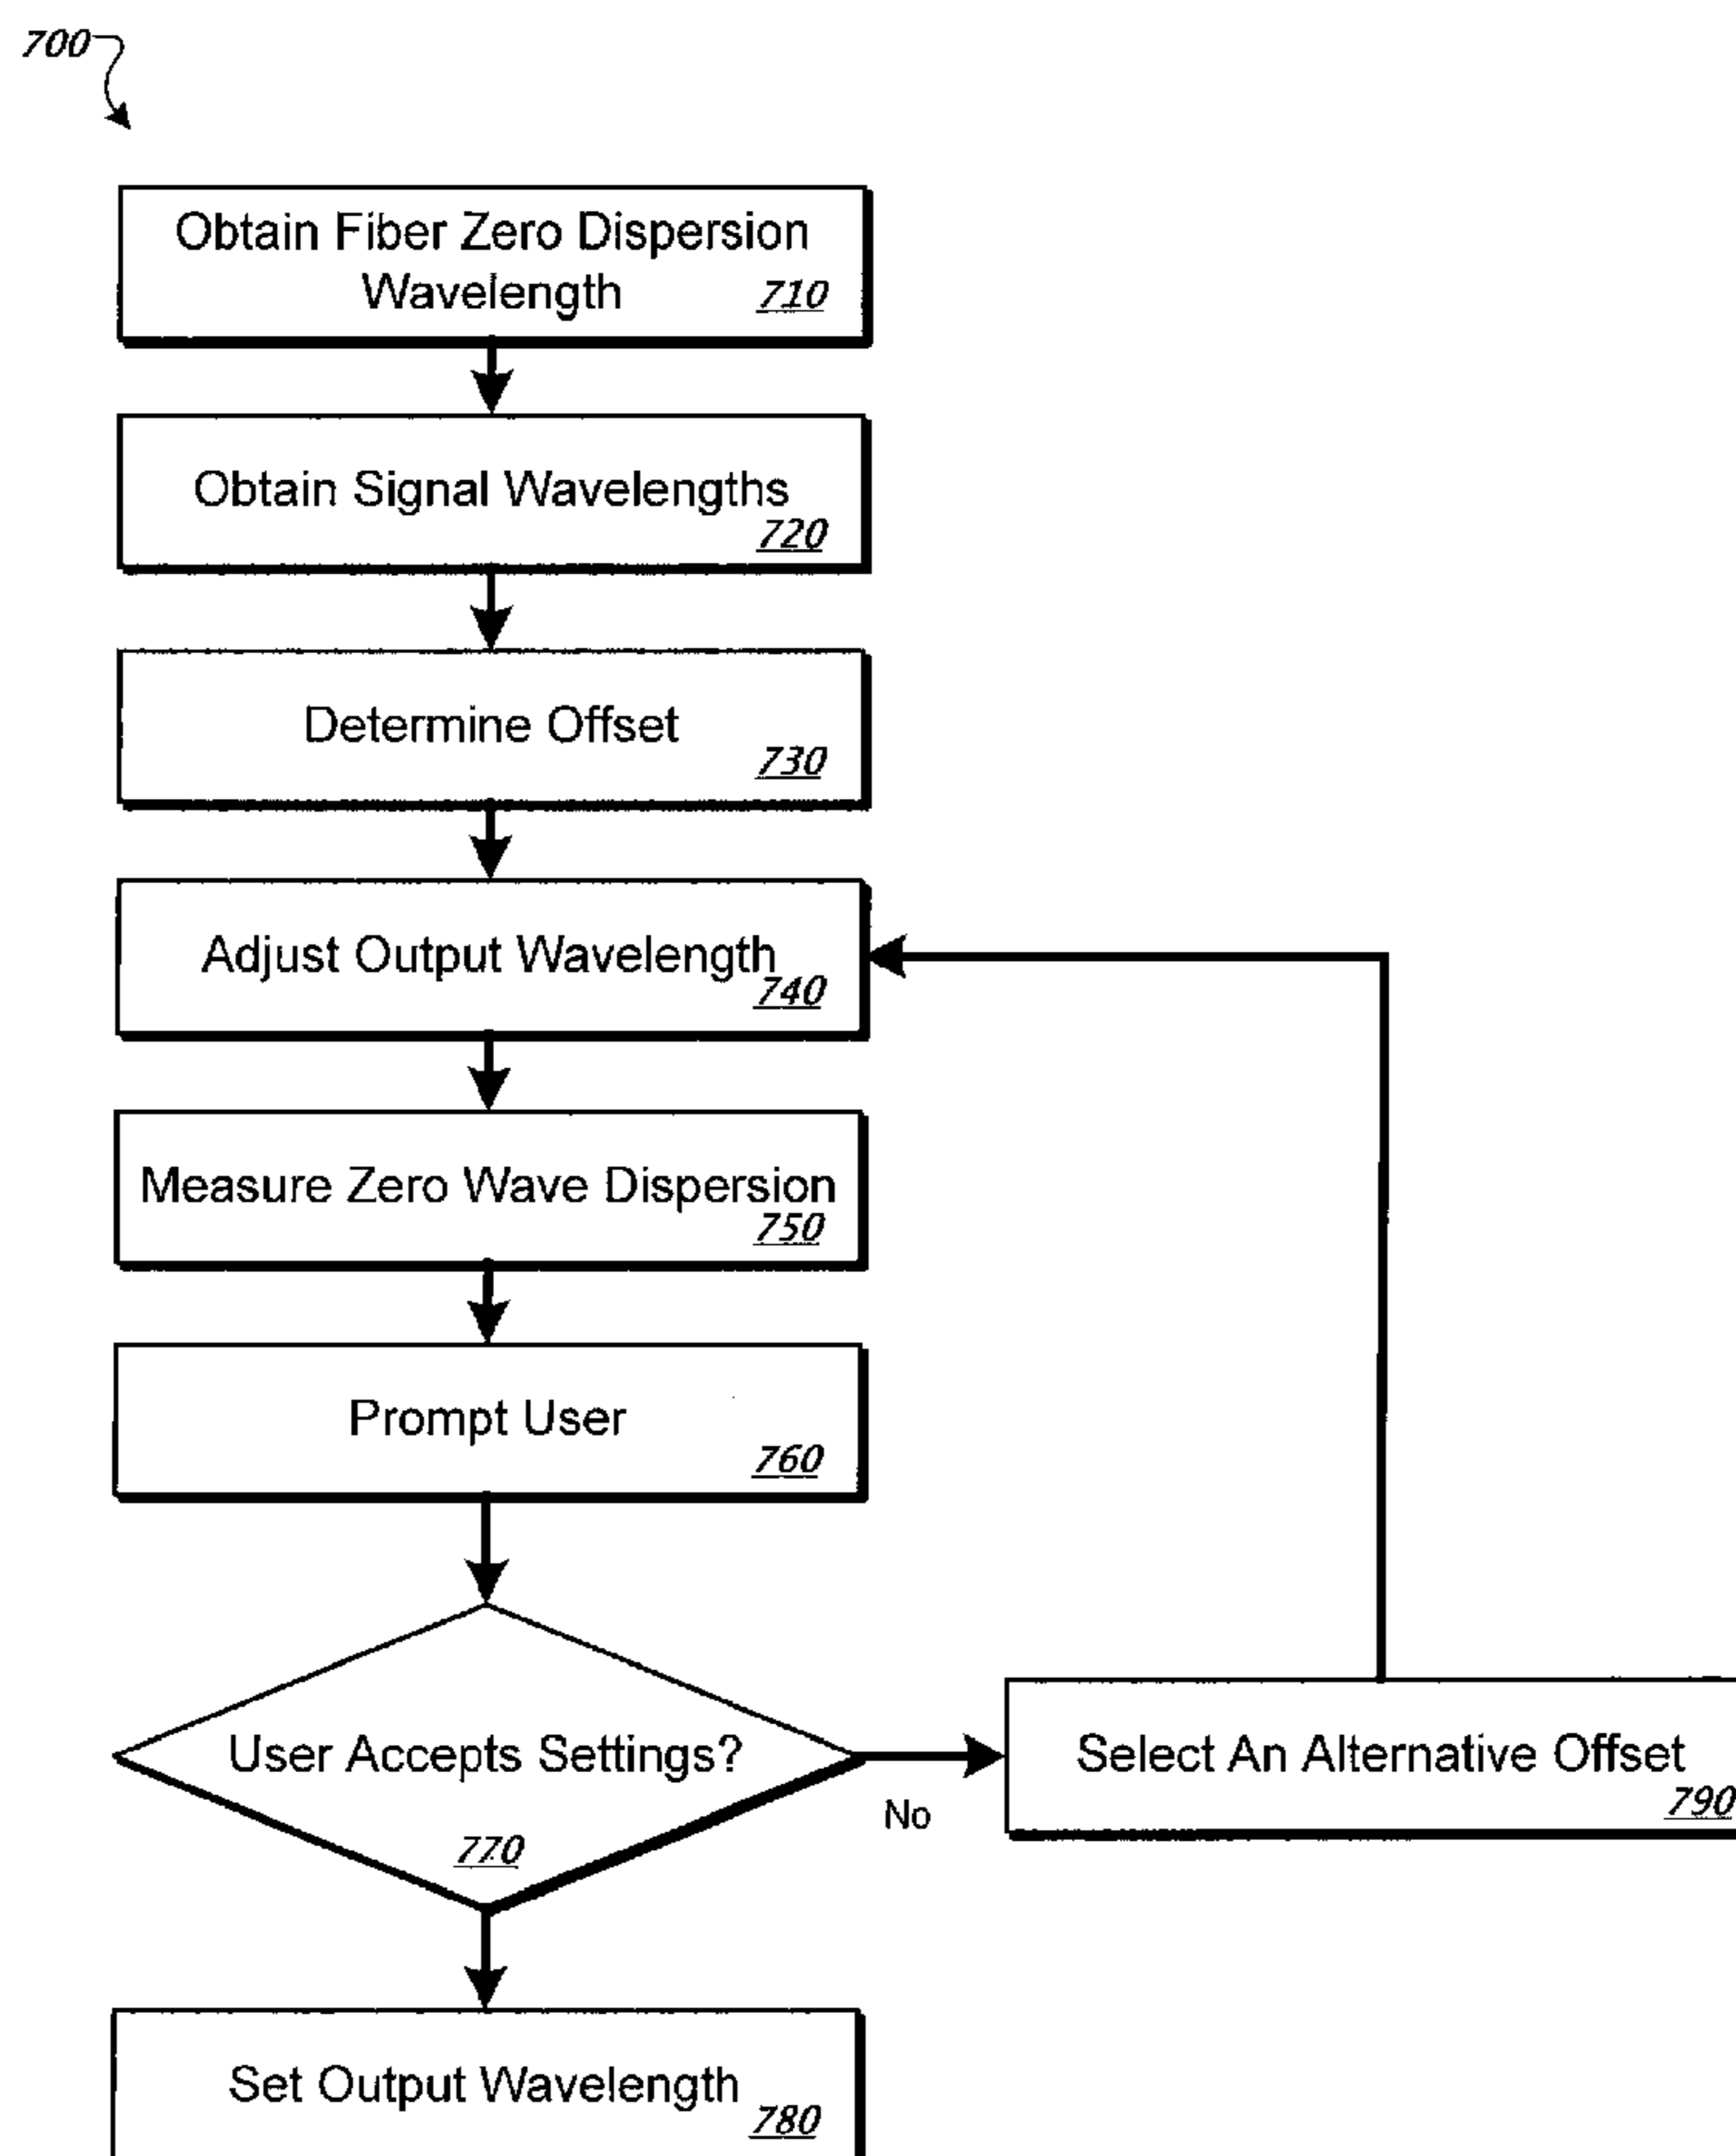 700
Obtain Fiber Zero Dispersion
Wavelength 710
Obtain Signal Wavelengths
720
Determine Offset
730
Adjust Output Wavelength
740
Measure Zero Wave Dispersion
750
Prompt User
760
User Accepts Settings?
770
No
Select An Alternative Offset
790
Set Output Wavelength
780